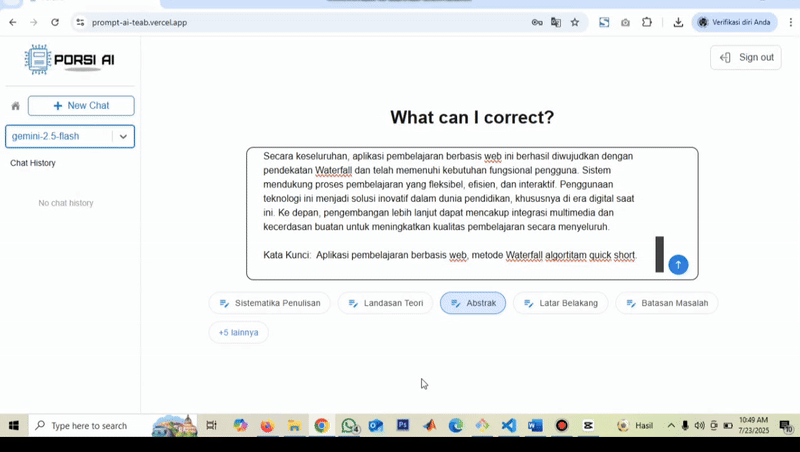 prompt-ai-teab.vercel.app
Verifikasi diri Anda
PORSI AI
Sign out
New Chat
gemini-2.5-flash
Chat History
No chat history
What can I correct?
Secara keseluruhan, aplikasi pembelajaran berbasis web ini berhasil diwujudkan dengan
pendekatan Waterfall dan telah memenuhi kebutuhan fungsional pengguna. Sistem
mendukung proses pembelajaran yang fleksibel, efisien, dan interaktif. Penggunaan
teknologi ini menjadi solusi inovatif dalam dunia pendidikan, khususnya di era digital saat
ini. Ke depan, pengembangan lebih lanjut dapat mencakup integrasi multimedia dan
kecerdasan buatan untuk meningkatkan kualitas pembelajaran secara menyeluruh.
Kata Kunci: Aplikasi pembelajaran berbasis web, metode Waterfall algortitam quick short.
Sistematika Penulisan
Landasan Teori
Abstrak
Latar Belakang
Batasan Masalah
+5 lainnya
Type here to search
Hasil
10:49 AM
7/23/2025